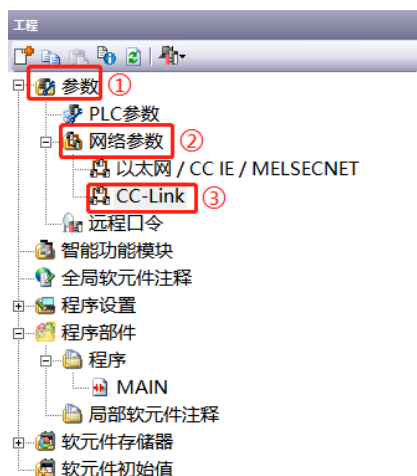 工程
参数 ①
PLC参数
网络参数 ②
以太网 / CC IE / MELSECNET
CC-Link ③
远程口令
智能功能模块
全局软元件注释
程序设置
程序部件
程序
MAIN
局部软元件注释
软元件存储器
软元件初始值